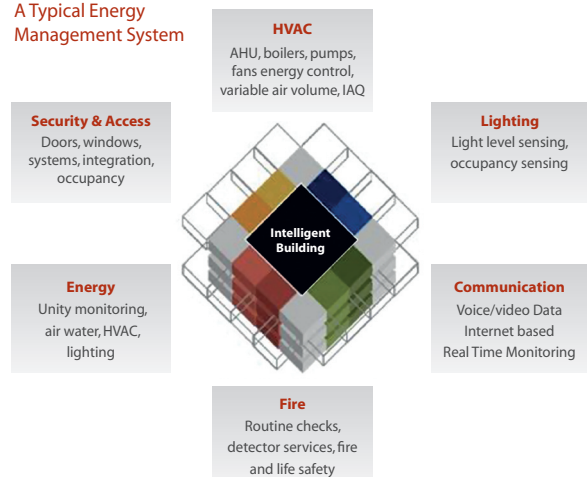 A Typical Energy
Management System
HVAC
AHU, boilers, pumps,
fans energy control,
variable air volume, IAQ
Security & Access
Doors, windows,
systems, integration,
occupancy
Lighting
Light level sensing,
occupancy sensing
Intelligent
Building
Energy
Unity monitoring,
air water, HVAC,
lighting
Communication
Voice/video Data
Internet based
Real Time Monitoring
Fire
Routine checks,
detector services, fire
and life safety